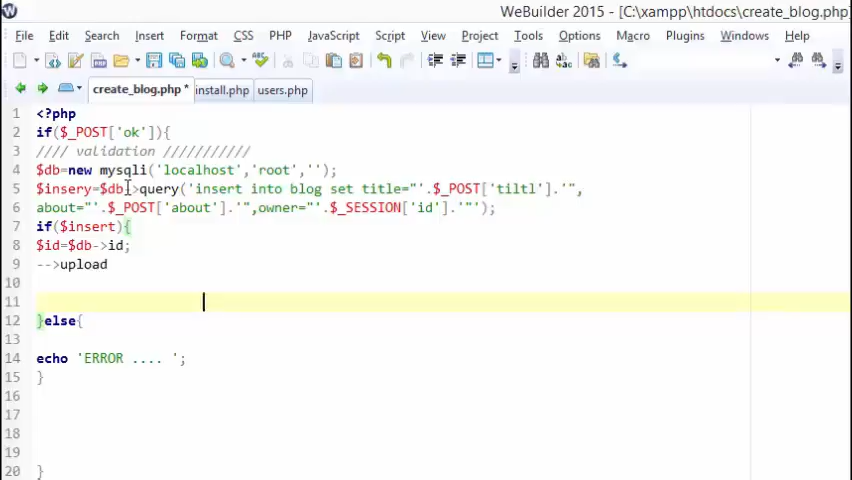 WeBuilder 2015 - [C:\xampp\htdocs\create_blog.php]
File Edit Search Insert Format CSS PHP JavaScript Script View Project Tools Options Macro Plugins Windows Help
create_blog.php * install.php users.php
1 <?php
2 if($_POST['ok']){
3 //// validation ///////////
4 $db=new mysqli('localhost','root','');
5 $insery=$db->query('insert into blog set title="'.$_POST['tiltl'].'",
6 about="'.$_POST['about'].'",owner="'.$_SESSION['id'].'"');
7 if($insert){
8 $id=$db->id;
9 -->upload
10
11
12 }else{
13
14 echo 'ERROR .... ';
15 }
16
17
18
19
20 }